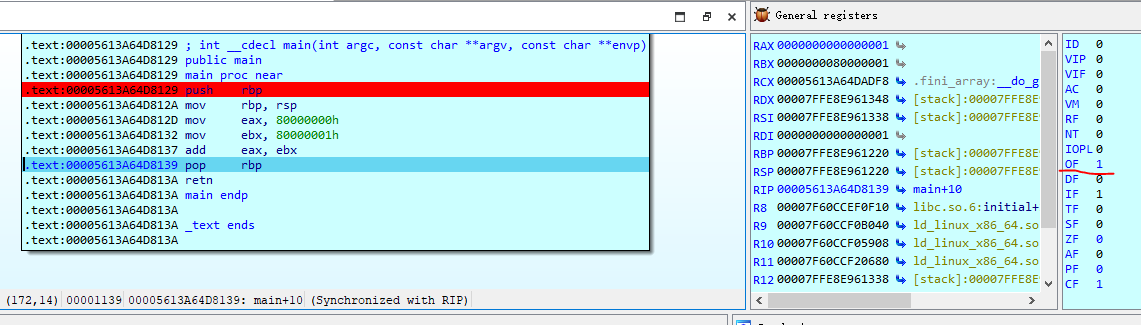 General registers
.text:00005613A64D8129 ; int __cdecl main(int argc, const char **argv, const char **envp)
.text:00005613A64D8129 public main
.text:00005613A64D8129 main proc near
.text:00005613A64D8129 push rbp
.text:00005613A64D812A mov rbp, rsp
.text:00005613A64D812D mov eax, 80000000h
.text:00005613A64D8132 mov ebx, 80000001h
.text:00005613A64D8137 add eax, ebx
.text:00005613A64D8139 pop rbp
.text:00005613A64D813A retn
.text:00005613A64D813A main endp
.text:00005613A64D813A
.text:00005613A64D813A _text ends
.text:00005613A64D813A
(172,14) 00001139 00005613A64D8139: main+10 (Synchronized with RIP)
RAX 0000000000000001
RBX 0000000080000001
RCX 00005613A64DADF8 .fini_array:__do_g
RDX 00007FFE8E961348 [stack]:00007FFE8E9
RSI 00007FFE8E961338 [stack]:00007FFE8E9
RDI 0000000000000001
RBP 00007FFE8E961220 [stack]:00007FFE8E9
RSP 00007FFE8E961220 [stack]:00007FFE8E9
RIP 00005613A64D8139 main+10
R8 00007F60CCEF0F10 libc.so.6:initial+
R9 00007F60CCF0B040 ld_linux_x86_64.so
R10 00007F60CCF05908 ld_linux_x86_64.so
R11 00007F60CCF20680 ld_linux_x86_64.so
R12 00007FFE8E961338 [stack]:00007FFE8E9
ID 0
VIP 0
VIF 0
AC 0
VM 0
RF 0
NT 0
IOPL 0
OF 1
DF 0
IF 1
TF 0
SF 0
ZF 0
AF 0
PF 0
CF 1